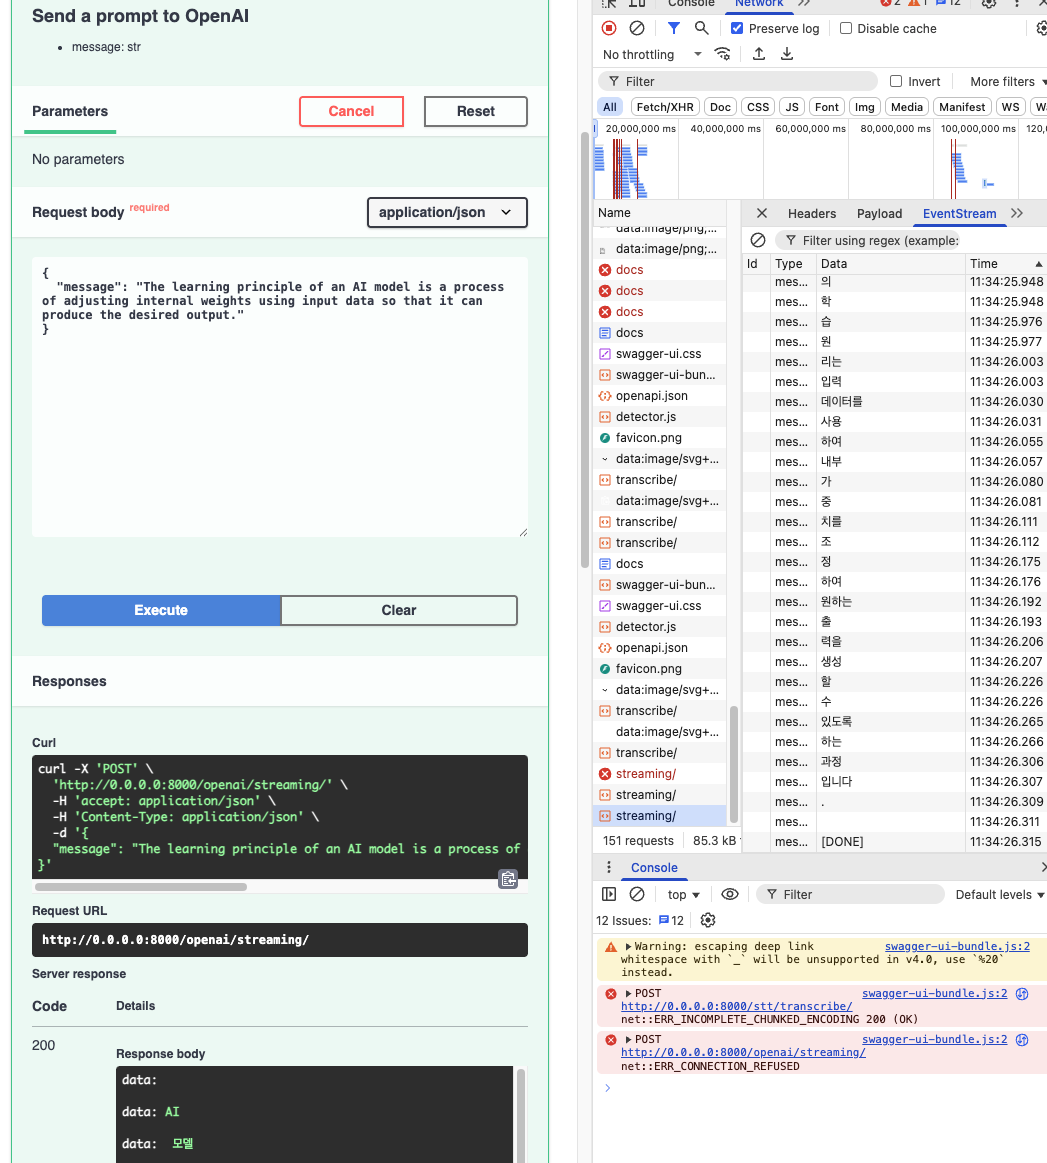 Send a prompt to OpenAI
message: str
Parameters
Cancel
Reset
No parameters
Request body required
application/json
{
"message": "The learning principle of an AI model is a process
of adjusting internal weights using input data so that it can
produce the desired output."
}
Execute
Clear
Responses
Curl
curl -X 'POST' \
'http://0.0.0.0:8000/openai/streaming/' \
-H 'accept: application/json' \
-H 'Content-Type: application/json' \
-d '{
"message": "The learning principle of an AI model is a process of
}'
Request URL
http://0.0.0.0:8000/openai/streaming/
Server response
Code
Details
200
Response body
data:
data: AI
data: 모델
Console
Network
2
1
12
Preserve log
Disable cache
No throttling
Filter
Invert
More filters
All
Fetch/XHR
Doc
CSS
JS
Font
Img
Media
Manifest
WS
20,000,000 ms
40,000,000 ms
60,000,000 ms
80,000,000 ms
100,000,000 ms
Name
data:image/png;...
data:image/png;...
docs
docs
docs
docs
swagger-ui.css
swagger-ui-bun...
openapi.json
detector.js
favicon.png
data:image/svg+...
transcribe/
data:image/svg+...
transcribe/
transcribe/
docs
swagger-ui-bun...
swagger-ui.css
detector.js
openapi.json
favicon.png
data:image/svg+...
transcribe/
data:image/svg+...
transcribe/
streaming/
streaming/
streaming/
151 requests
85.3 kB
Headers
Payload
EventStream
Filter using regex (example:
Id Type Data Time
mes... 의 11:34:25.948
mes... 학 11:34:25.948
mes... 습 11:34:25.976
mes... 원 11:34:25.977
mes... 리는 11:34:26.003
mes... 입력 11:34:26.003
mes... 데이터를 11:34:26.030
mes... 사용 11:34:26.031
mes... 하여 11:34:26.055
mes... 내부 11:34:26.057
mes... 가 11:34:26.080
mes... 중 11:34:26.081
mes... 치를 11:34:26.111
mes... 조 11:34:26.112
mes... 정 11:34:26.175
mes... 하여 11:34:26.176
mes... 원하는 11:34:26.192
mes... 출 11:34:26.193
mes... 력을 11:34:26.206
mes... 생성 11:34:26.207
mes... 할 11:34:26.226
mes... 수 11:34:26.226
mes... 있도록 11:34:26.265
mes... 하는 11:34:26.266
mes... 과정 11:34:26.306
mes... 입니다 11:34:26.307
mes... . 11:34:26.309
mes... 11:34:26.311
mes... [DONE] 11:34:26.315
Console
top
Filter
Default levels
12 Issues: 12
Warning: escaping deep link swagger-ui-bundle.js:2
whitespace with `_` will be unsupported in v4.0, use `%20`
instead.
POST swagger-ui-bundle.js:2
http://0.0.0.0:8000/stt/transcribe/
net::ERR_INCOMPLETE_CHUNKED_ENCODING 200 (OK)
POST swagger-ui-bundle.js:2
http://0.0.0.0:8000/openai/streaming/
net::ERR_CONNECTION_REFUSED